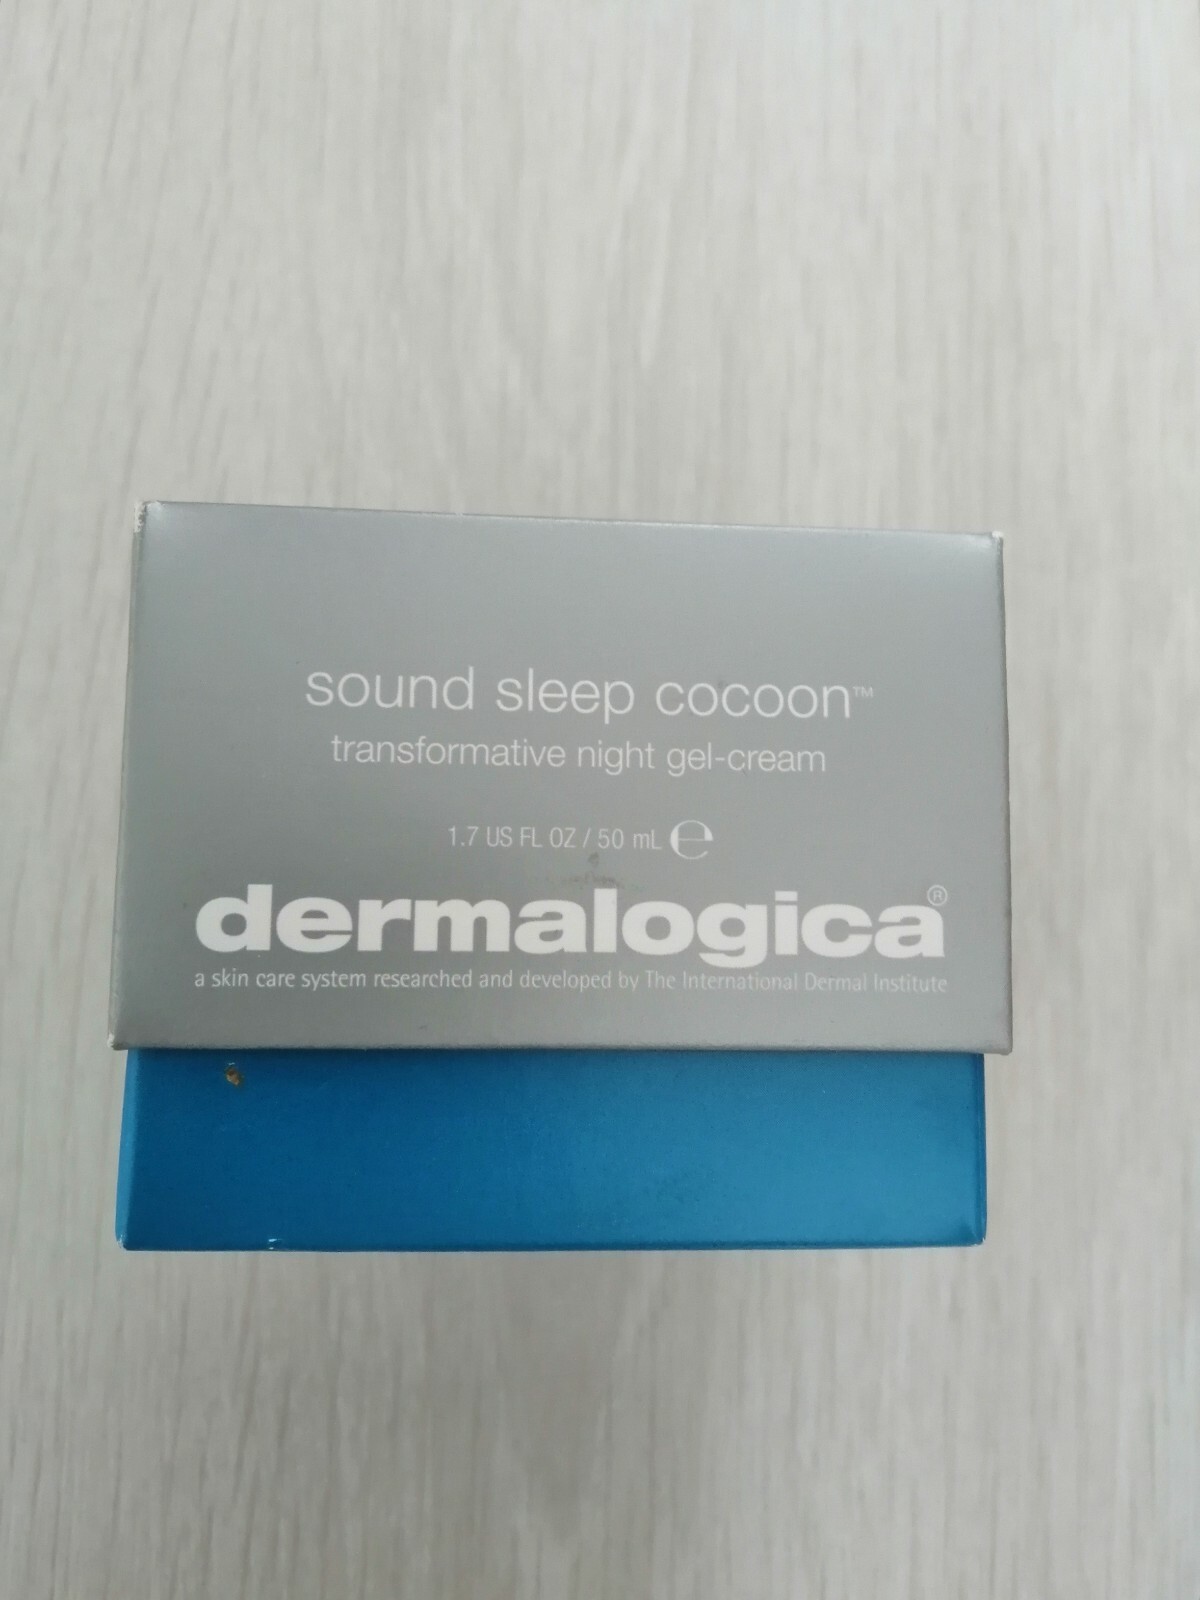 sound sleep cocoon™
transformative night gel-cream
1.7 US FL OZ / 50 mL ℮
dermalogica®
a skin care system researched and developed by The International Dermal Institute